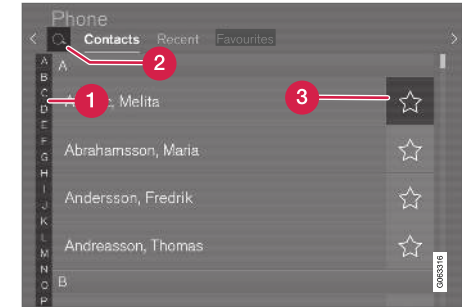 Phone
Contacts Recent Favourites
2
A
A
B
C
D
E
F
G
H
I
J
K
L
M
N
O
P
1
, Melita
3
Abrahamsson, Maria
Andersson, Fredrik
Andreasson, Thomas
B
G063316